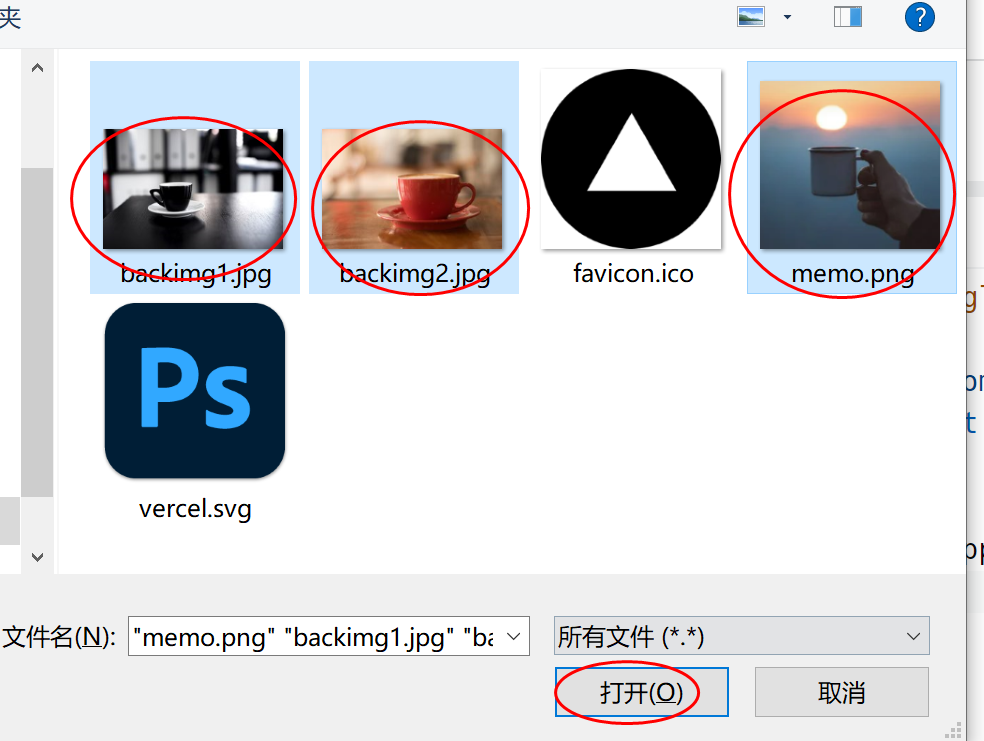 夹
?
backimg1.jpg
backimg2.jpg
favicon.ico
memo.png
Ps
vercel.svg
文件名(N):
"memo.png" "backimg1.jpg" "ba
所有文件 (*.*)
打开(O)
取消